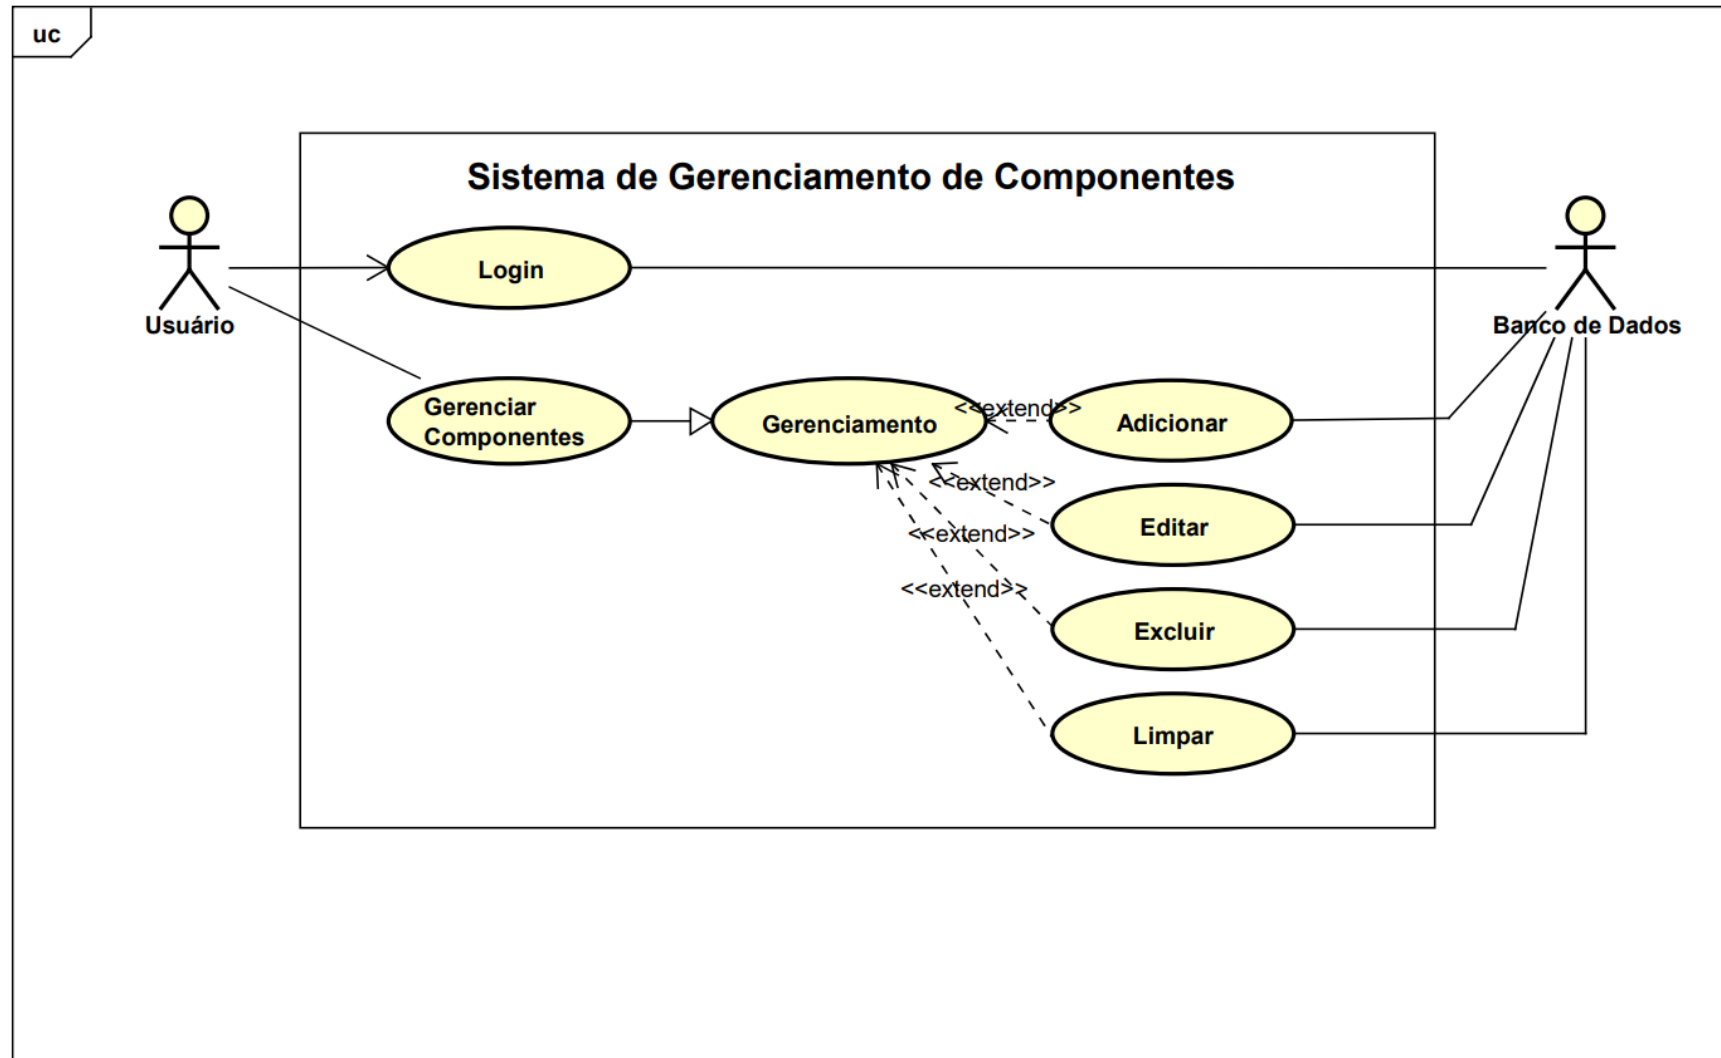 uc
Sistema de Gerenciamento de Componentes
Login
Usuário
Banco de Dados
Gerenciar
Componentes
Gerenciamento
<<extend>>
Adicionar
<<extend>>
Editar
<<extend>>
<<extend>>
Excluir
Limpar